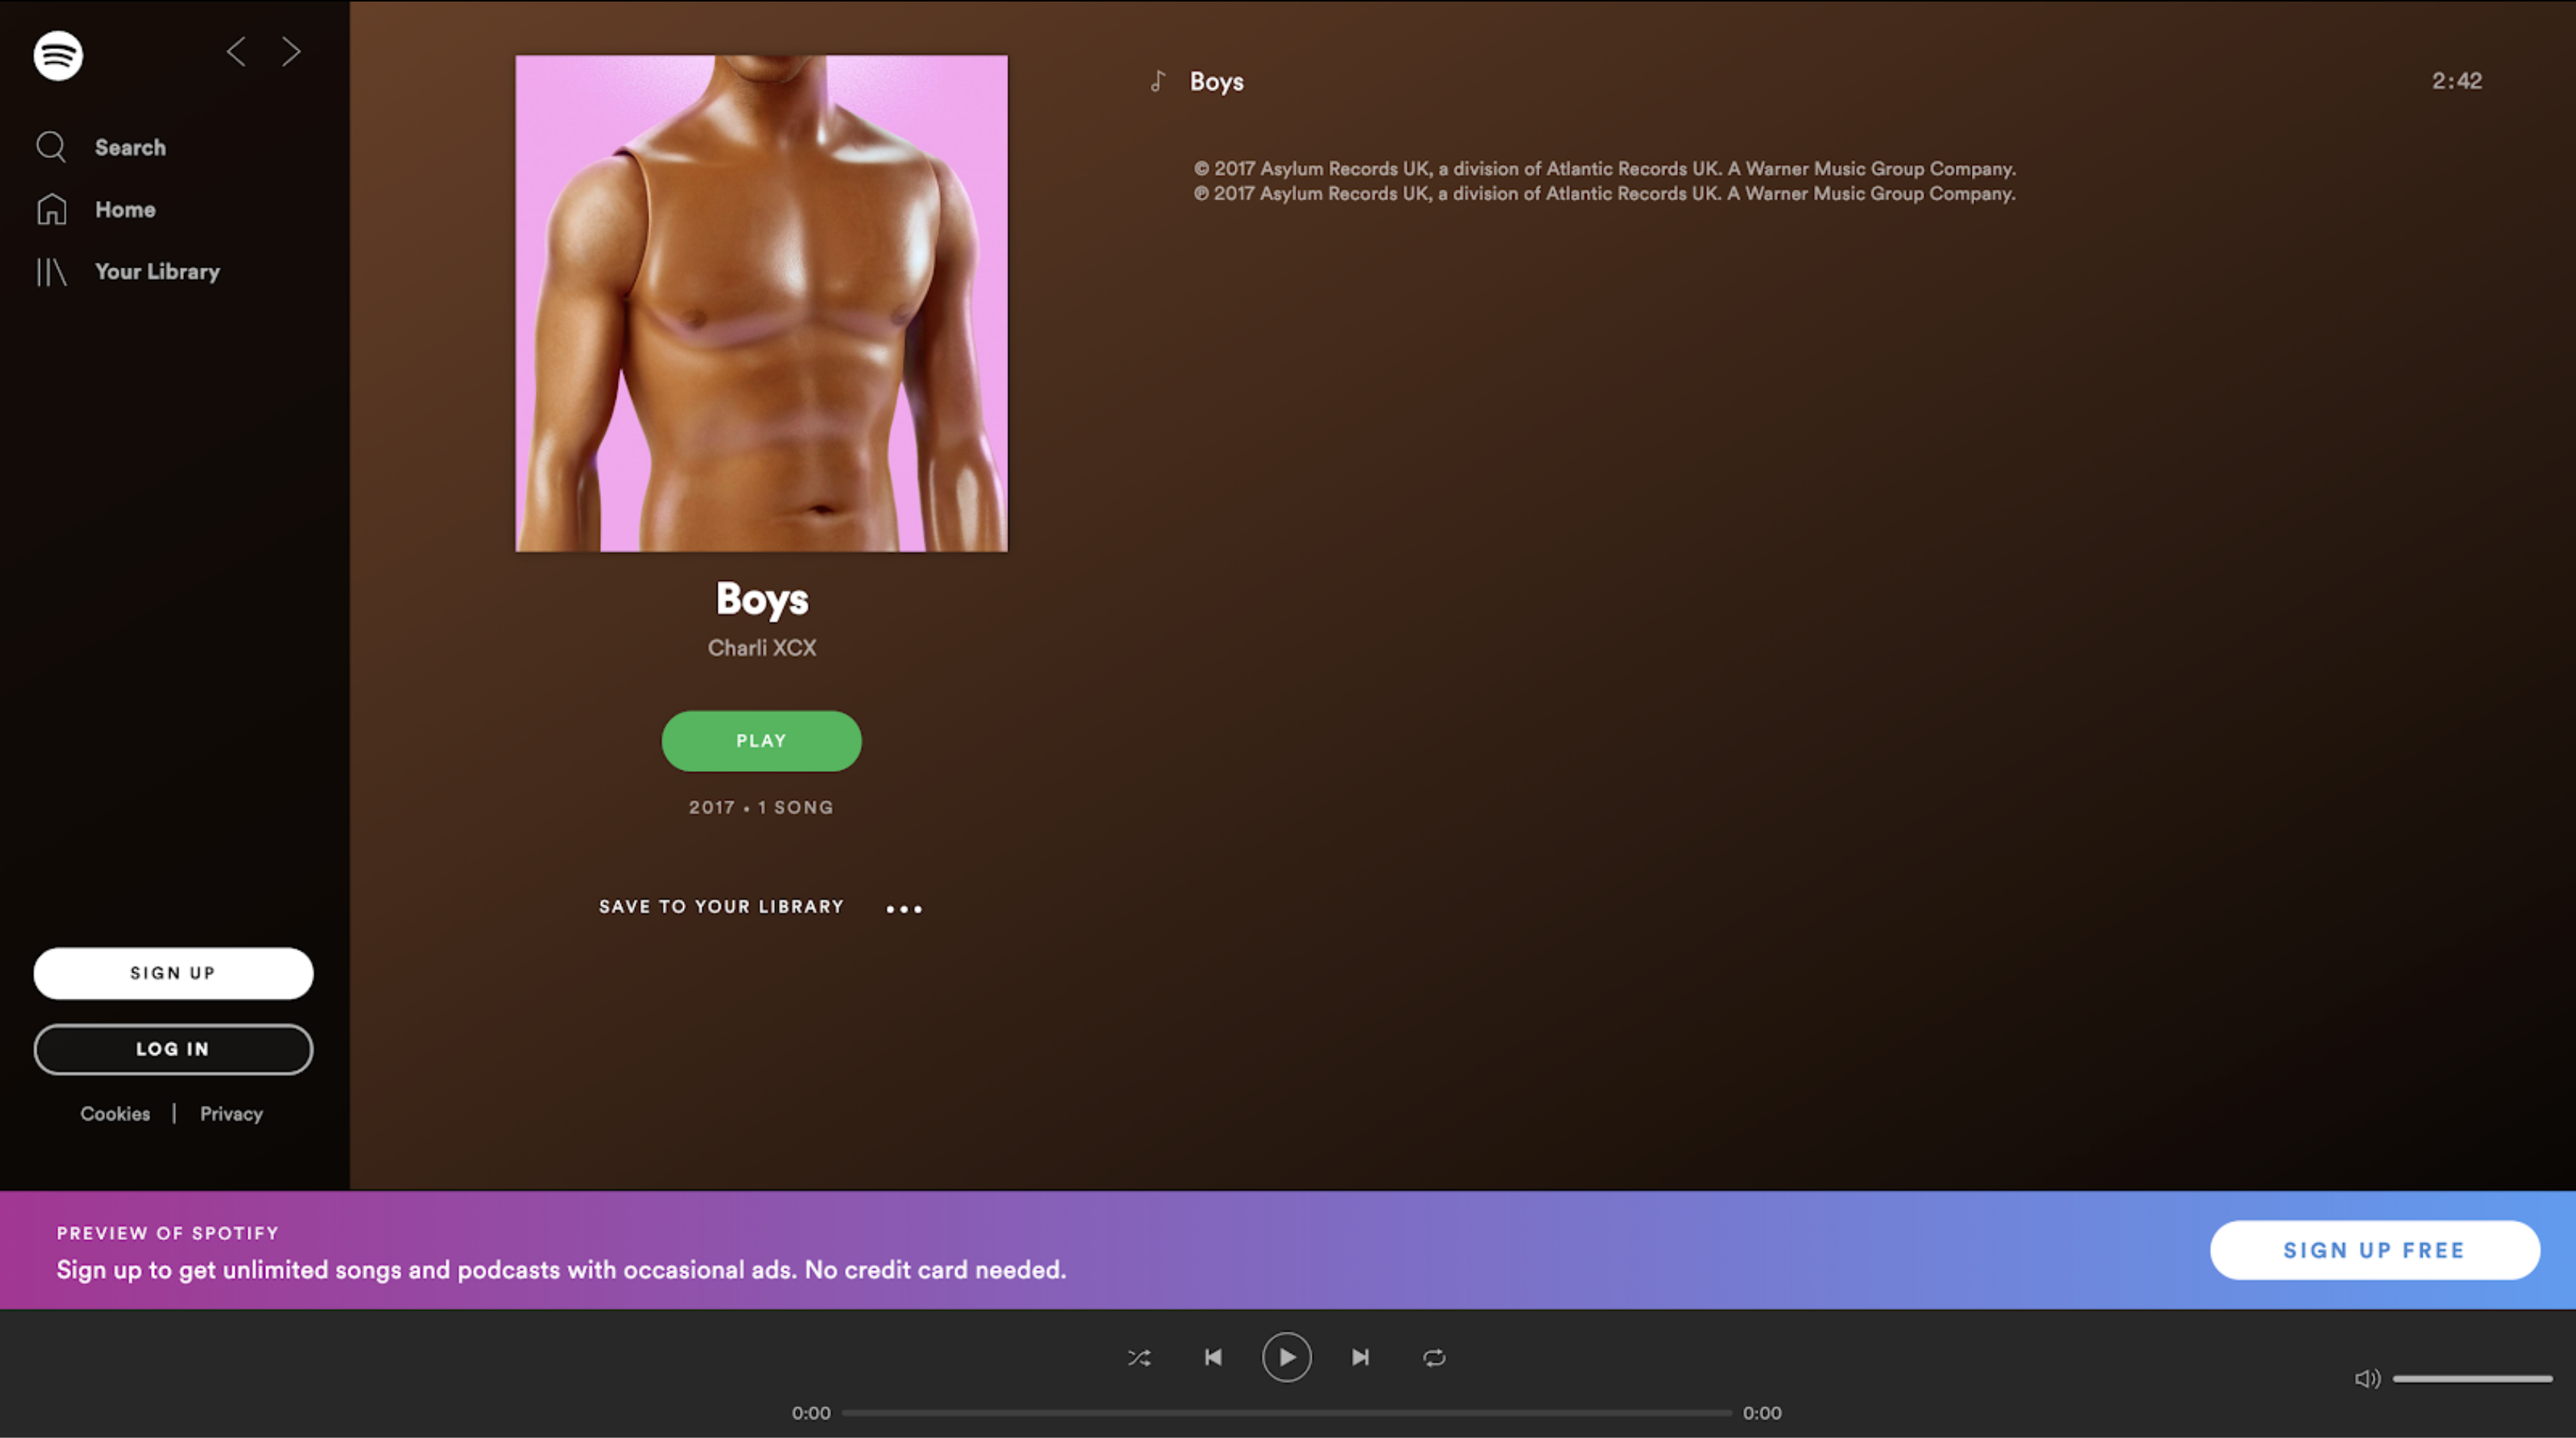 Search
Home
Your Library
SIGN UP
LOG IN
Cookies | Privacy
Boys
Charli XCX
PLAY
2017 • 1 SONG
SAVE TO YOUR LIBRARY
Boys 2:42
© 2017 Asylum Records UK, a division of Atlantic Records UK. A Warner Music Group Company.
℗ 2017 Asylum Records UK, a division of Atlantic Records UK. A Warner Music Group Company.
PREVIEW OF SPOTIFY
Sign up to get unlimited songs and podcasts with occasional ads. No credit card needed.
SIGN UP FREE
0:00 0:00